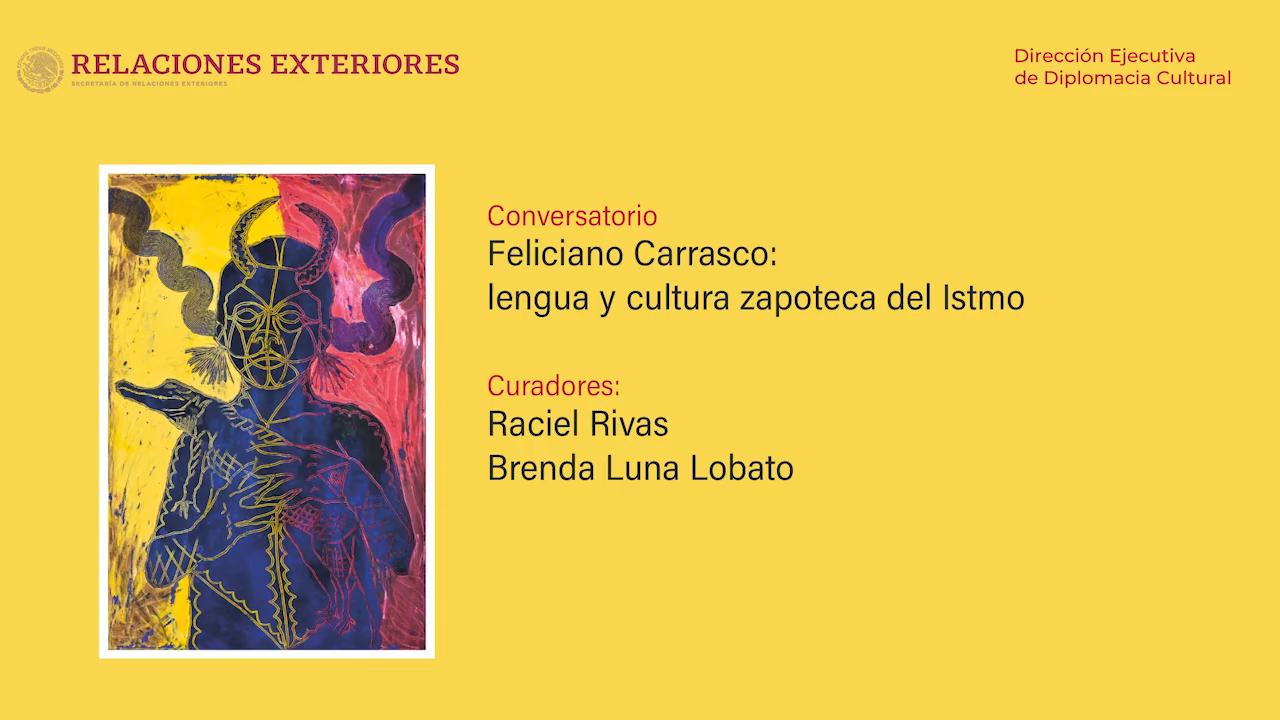 RELACIONES EXTERIORES
SECRETARÍA DE RELACIONES EXTERIORES
Dirección Ejecutiva
de Diplomacia Cultural
Conversatorio
Feliciano Carrasco:
lengua y cultura zapoteca del Istmo
Curadores:
Raciel Rivas
Brenda Luna Lobato